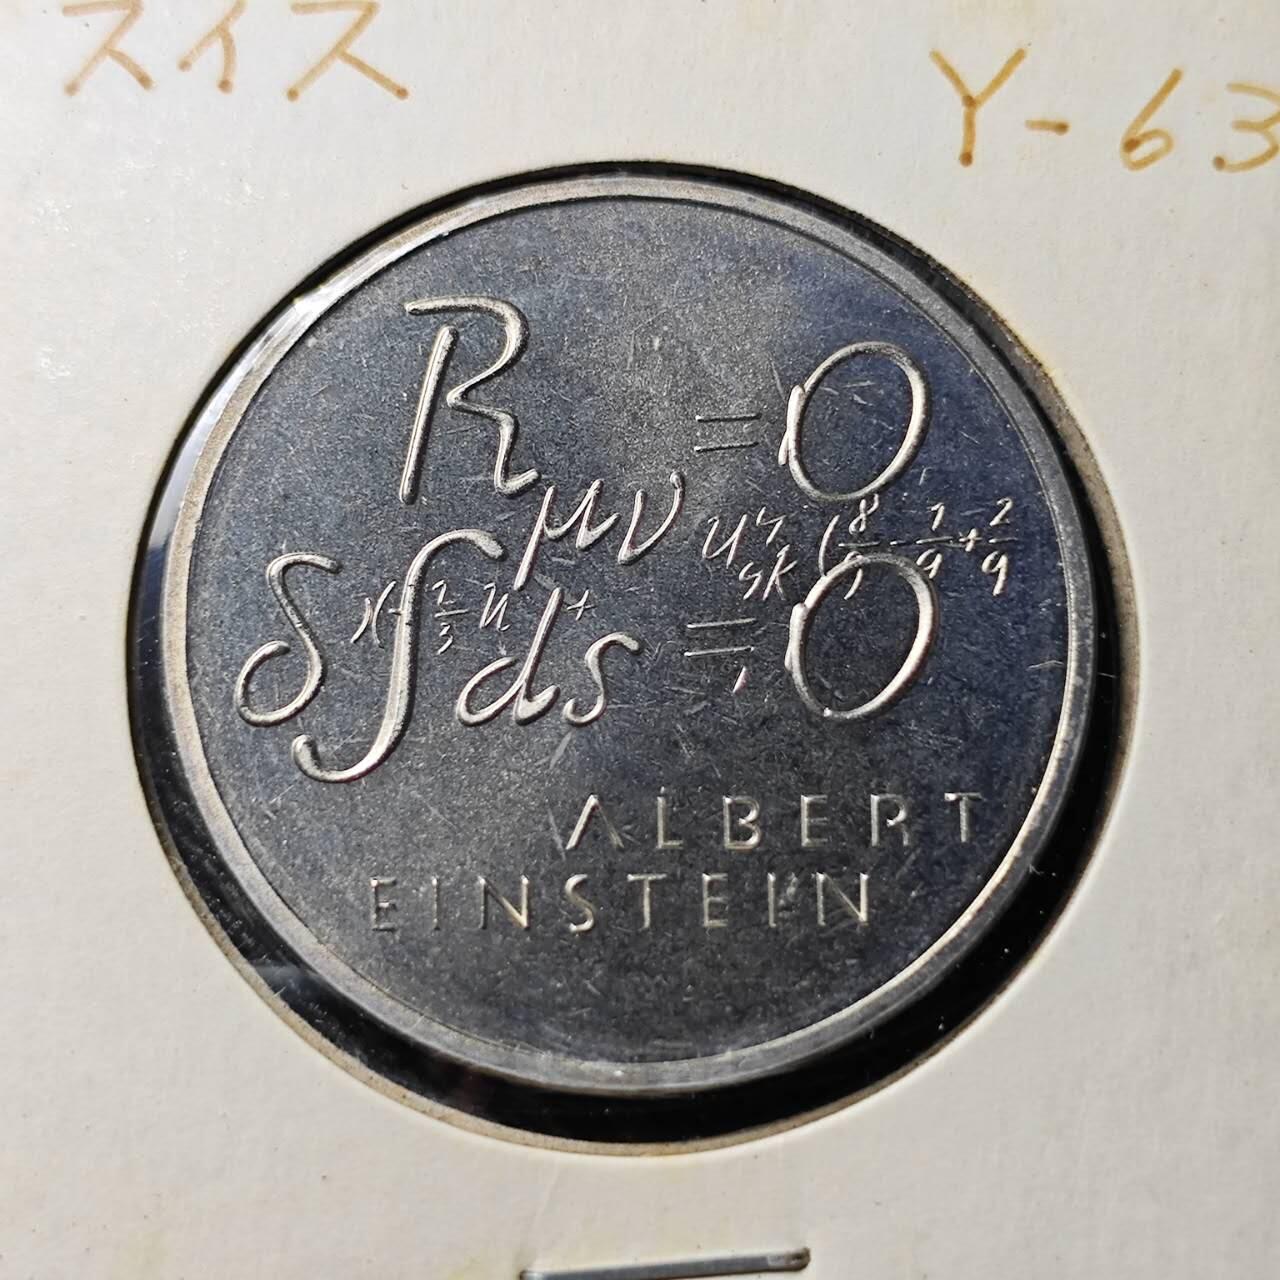 スイス
Y-63
Rμν = 0
δ∫ds = 0
ALBERT
EINSTEIN